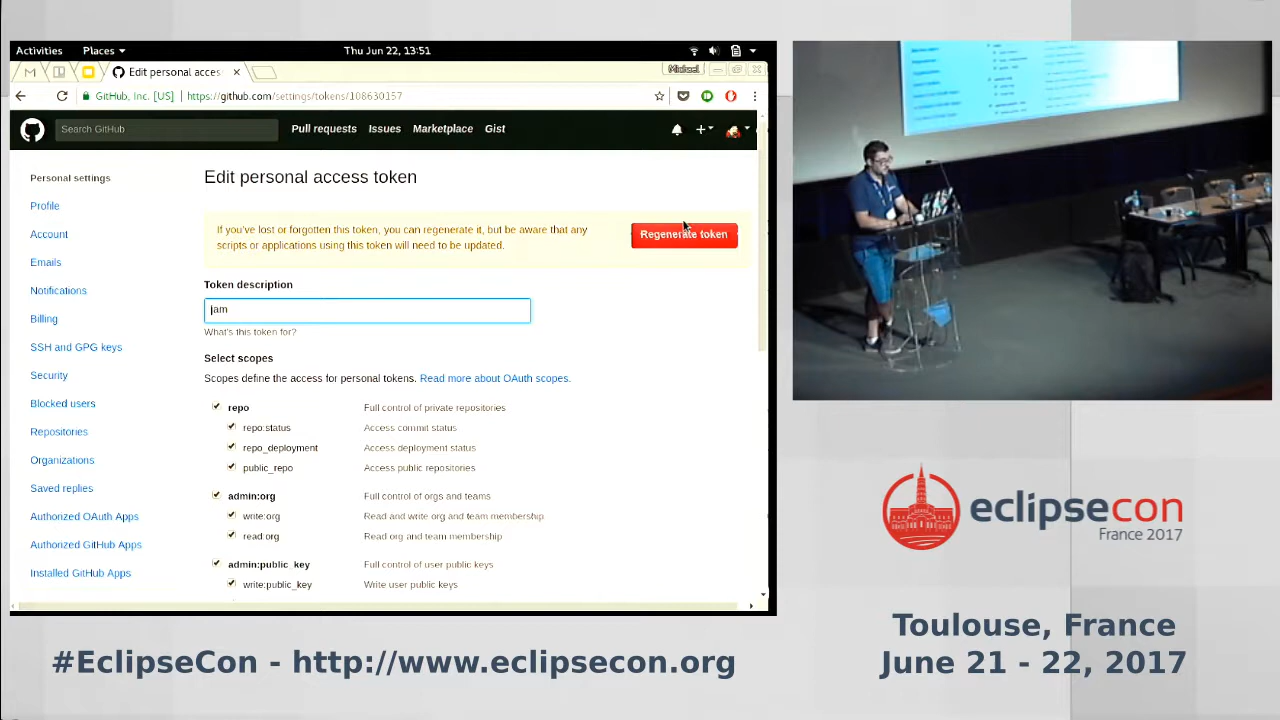 Activities
Places
Thu Jun 22, 13:51
Edit personal acces
Mickael
GitHub, Inc. [US]
https://github.com/settings/tokens/108630157
Search GitHub
Pull requests
Issues
Marketplace
Gist
Personal settings
Profile
Account
Emails
Notifications
Billing
SSH and GPG keys
Security
Blocked users
Repositories
Organizations
Saved replies
Authorized OAuth Apps
Authorized GitHub Apps
Installed GitHub Apps
Edit personal access token
If you've lost or forgotten this token, you can regenerate it, but be aware that any
scripts or applications using this token will need to be updated.
Regenerate token
Token description
jam
What's this token for?
Select scopes
Scopes define the access for personal tokens. Read more about OAuth scopes.
repo Full control of private repositories
repo:status Access commit status
repo_deployment Access deployment status
public_repo Access public repositories
admin:org Full control of orgs and teams
write:org Read and write org and team membership
read:org Read org and team membership
admin:public_key Full control of user public keys
write:public_key Write user public keys
eclipsecon
France 2017
#EclipseCon - http://www.eclipsecon.org
Toulouse, France
June 21 - 22, 2017